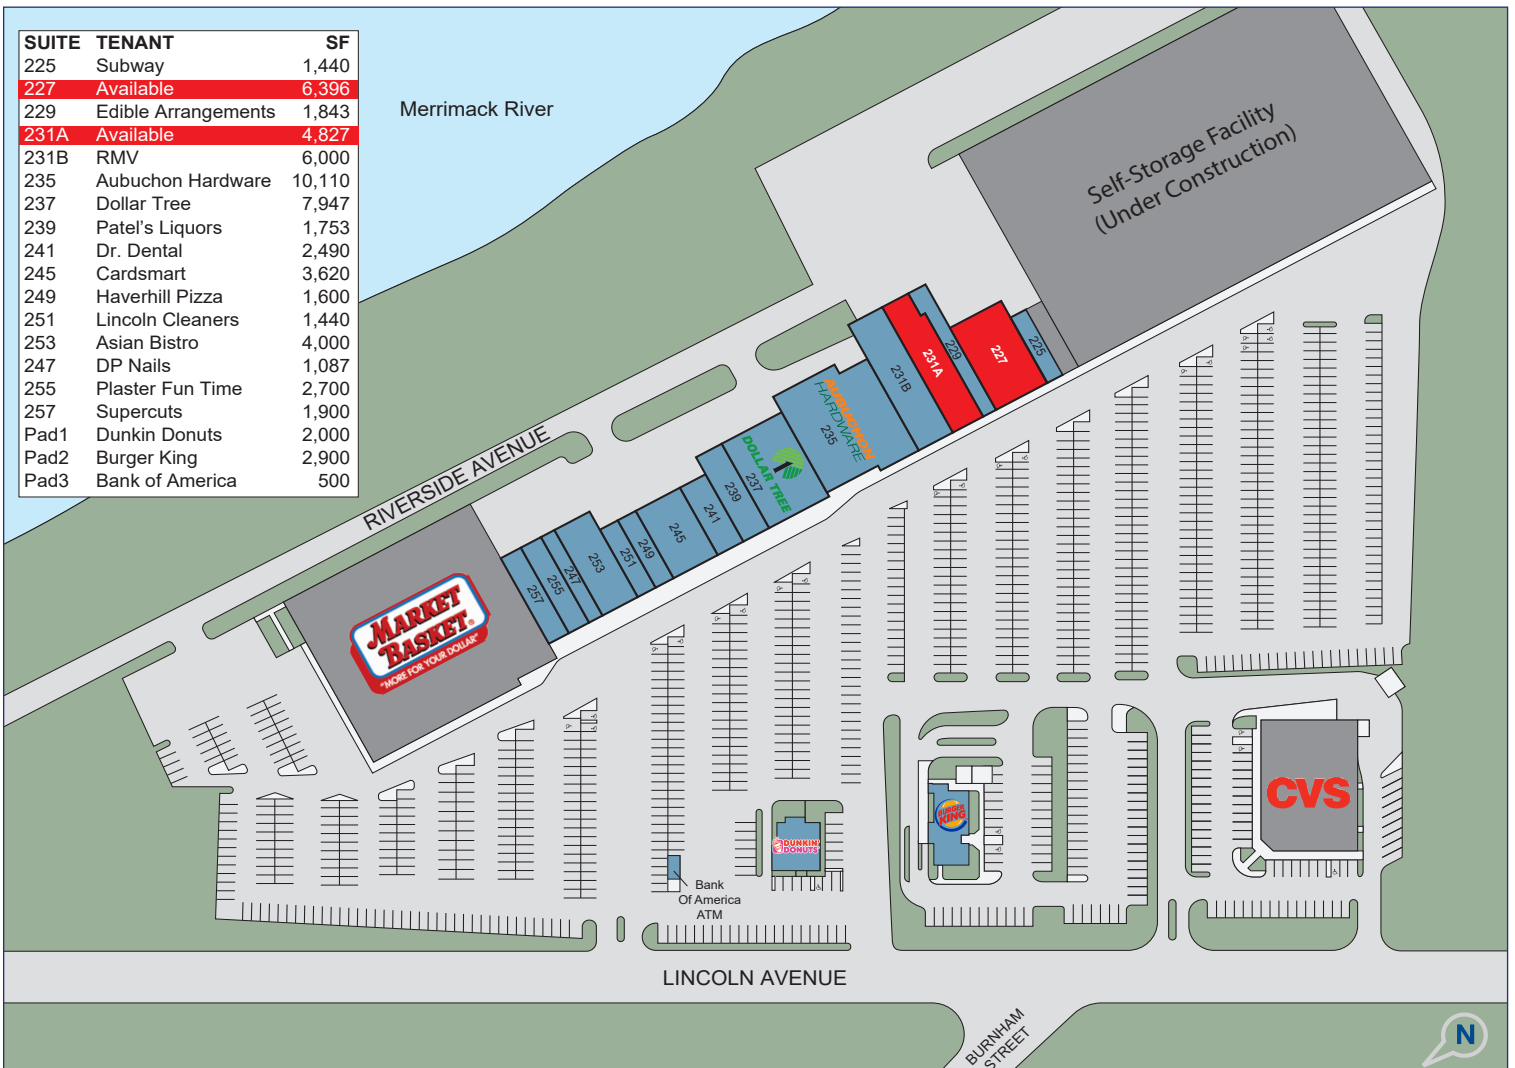 SUITE TENANT SF
225 Subway 1,440
227 Available 6,396
229 Edible Arrangements 1,843
231A Available 4,827
231B RMV 6,000
235 Aubuchon Hardware 10,110
237 Dollar Tree 7,947
239 Patel's Liquors 1,753
241 Dr. Dental 2,490
245 Cardsmart 3,620
249 Haverhill Pizza 1,600
251 Lincoln Cleaners 1,440
253 Asian Bistro 4,000
247 DP Nails 1,087
255 Plaster Fun Time 2,700
257 Supercuts 1,900
Pad1 Dunkin Donuts 2,000
Pad2 Burger King 2,900
Pad3 Bank of America 500
Merrimack River
Self-Storage Facility
(Under Construction)
RIVERSIDE AVENUE
225
227
229
231A
231B
AUBUCHON
HARDWARE
235
DOLLAR TREE
237
239
241
245
249
251
253
247
255
257
MARKET
BASKET®
"MORE FOR YOUR DOLLAR"
BURGER
KING
CVS
DUNKIN'
DONUTS
Bank
Of America
ATM
LINCOLN AVENUE
BURNHAM
STREET
N